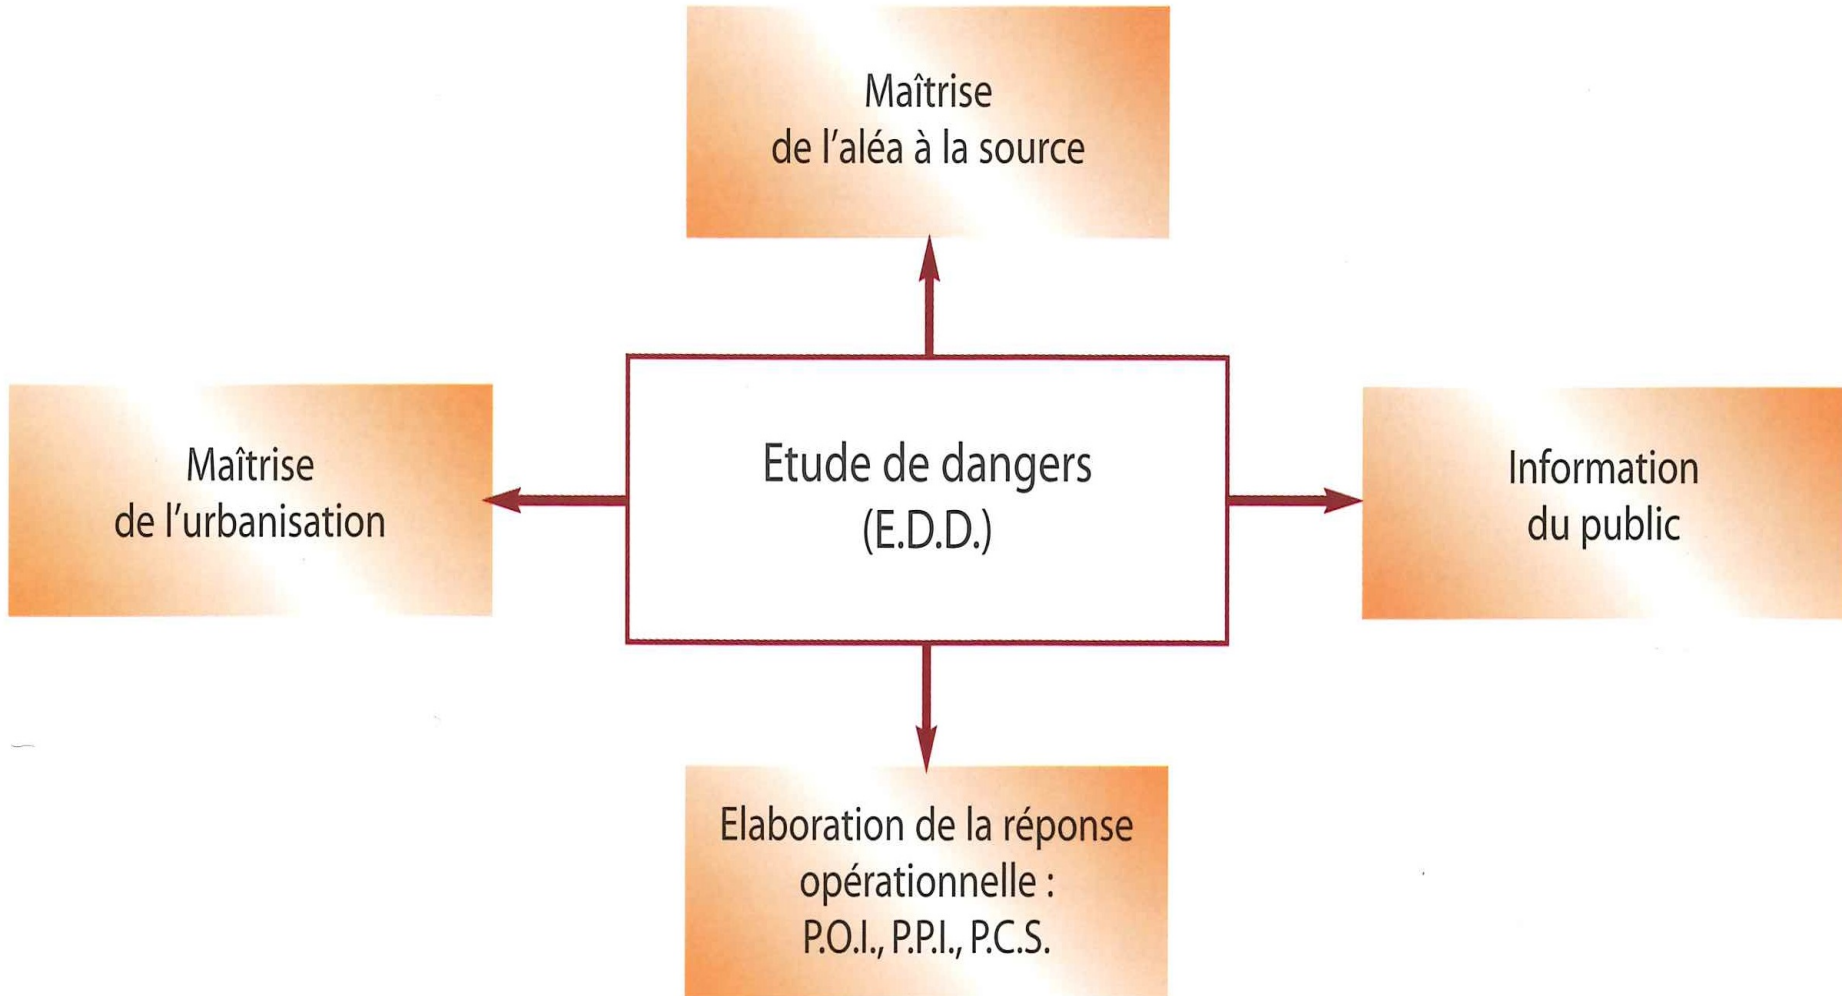 Maîtrise
de l'aléa à la source
Maîtrise
de l'urbanisation
Etude de dangers
(E.D.D.)
Information
du public
Elaboration de la réponse
opérationnelle :
P.O.I., P.P.I., P.C.S.